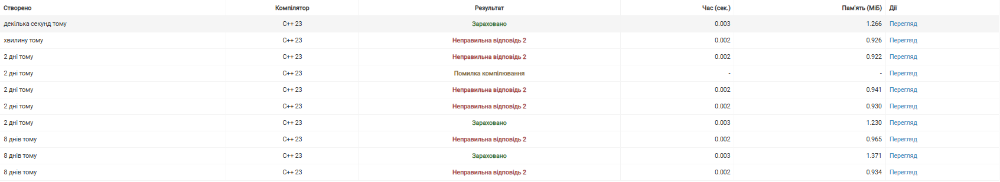 Створено Компілятор Результат Час (сек.) Пам'ять (МіБ) Дії
декілька секунд тому C++ 23 Зараховано 0.003 1.266 Перегляд
хвилину тому C++ 23 Неправильна відповідь 2 0.002 0.926 Перегляд
2 дні тому C++ 23 Неправильна відповідь 2 0.002 0.922 Перегляд
2 дні тому C++ 23 Помилка компілювання - - Перегляд
2 дні тому C++ 23 Неправильна відповідь 2 0.002 0.941 Перегляд
2 дні тому C++ 23 Неправильна відповідь 2 0.002 0.930 Перегляд
2 дні тому C++ 23 Зараховано 0.003 1.230 Перегляд
8 днів тому C++ 23 Неправильна відповідь 2 0.002 0.965 Перегляд
8 днів тому C++ 23 Зараховано 0.003 1.371 Перегляд
8 днів тому C++ 23 Неправильна відповідь 2 0.002 0.934 Перегляд